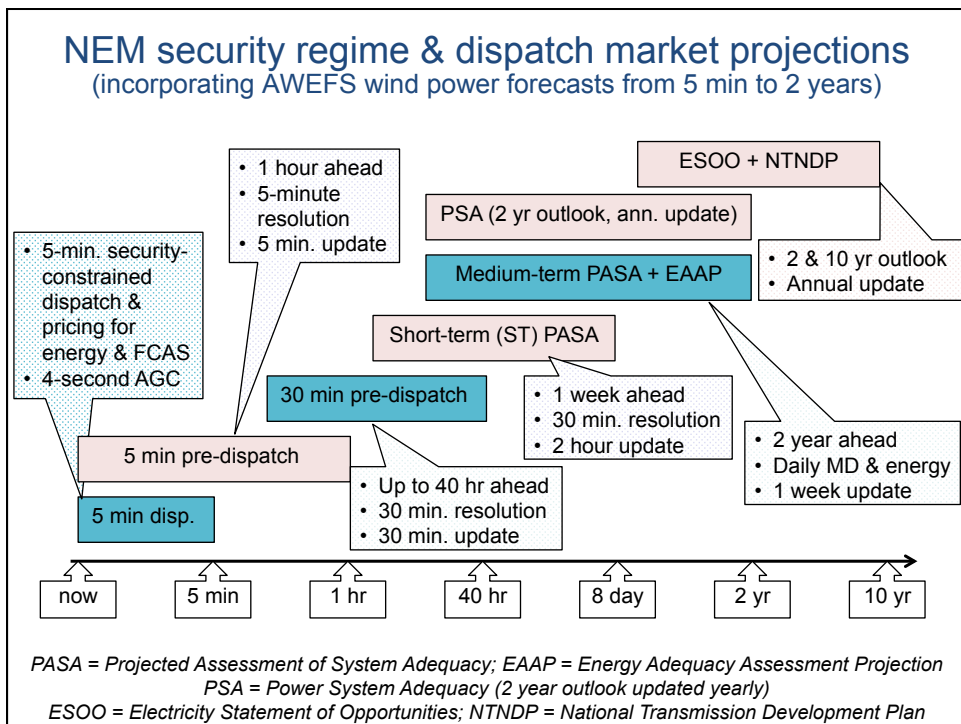 NEM security regime & dispatch market projections
(incorporating AWEFS wind power forecasts from 5 min to 2 years)
ESOO + NTNDP
• 1 hour ahead
• 5-minute
resolution
• 5 min. update
PSA (2 yr outlook, ann. update)
• 2 & 10 yr outlook
• Annual update
• 5-min. security-
constrained
dispatch &
pricing for
energy & FCAS
• 4-second AGC
Medium-term PASA + EAAP
Short-term (ST) PASA
30 min pre-dispatch
• 1 week ahead
• 30 min. resolution
• 2 hour update
• 2 year ahead
• Daily MD & energy
• 1 week update
5 min pre-dispatch
• Up to 40 hr ahead
• 30 min. resolution
• 30 min. update
5 min disp.
now
5 min
1 hr
40 hr
8 day
2 yr
10 yr
PASA = Projected Assessment of System Adequacy; EAAP = Energy Adequacy Assessment Projection
PSA = Power System Adequacy (2 year outlook updated yearly)
ESOO = Electricity Statement of Opportunities; NTNDP = National Transmission Development Plan